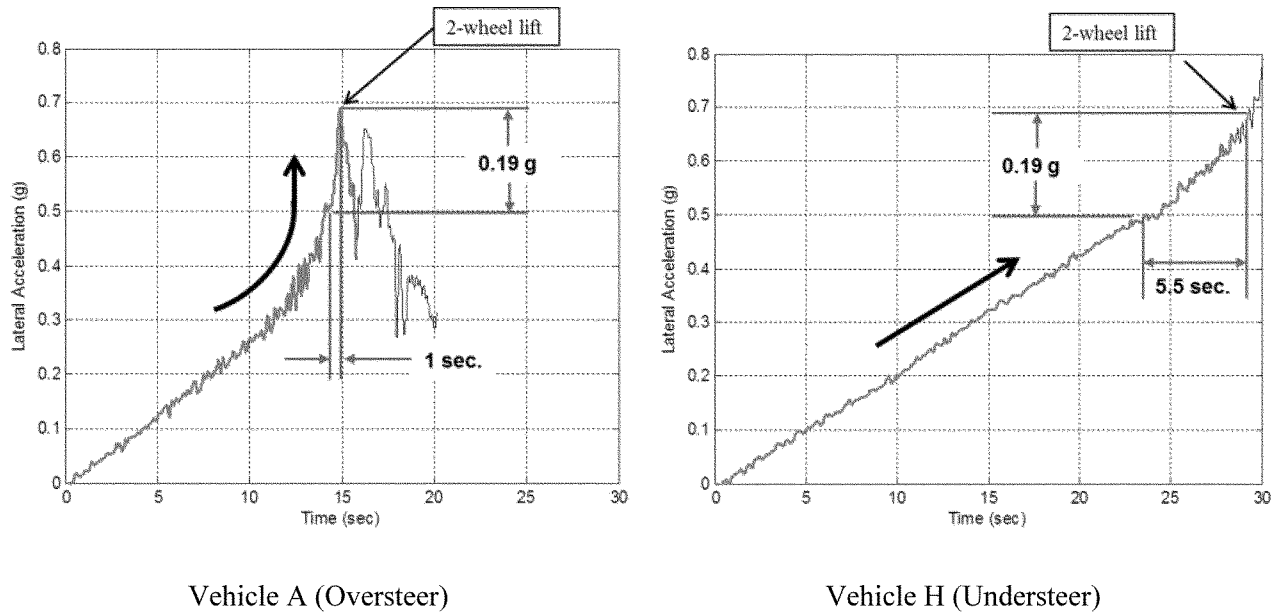 2-wheel lift
0.8
0.7
0.6
0.5
0.4
0.3
0.2
0.1
0
Lateral Acceleration (g)
0.19 g
1 sec.
0 5 10 15 20 25 30
Time (sec)
Vehicle A (Oversteer)
2-wheel lift
0.8
0.7
0.6
0.5
0.4
0.3
0.2
0.1
0
Lateral Acceleration (g)
0.19 g
5.5 sec.
0 5 10 15 20 25 30
Time (sec)
Vehicle H (Understeer)